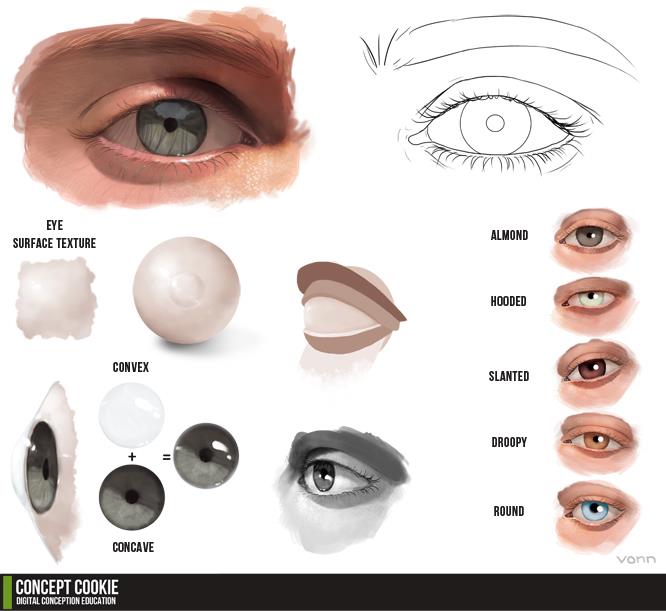 EYE
SURFACE TEXTURE
CONVEX
+
=
CONCAVE
ALMOND
HOODED
SLANTED
DROOPY
ROUND
vonn
CONCEPT COOKIE
DIGITAL CONCEPTION EDUCATION